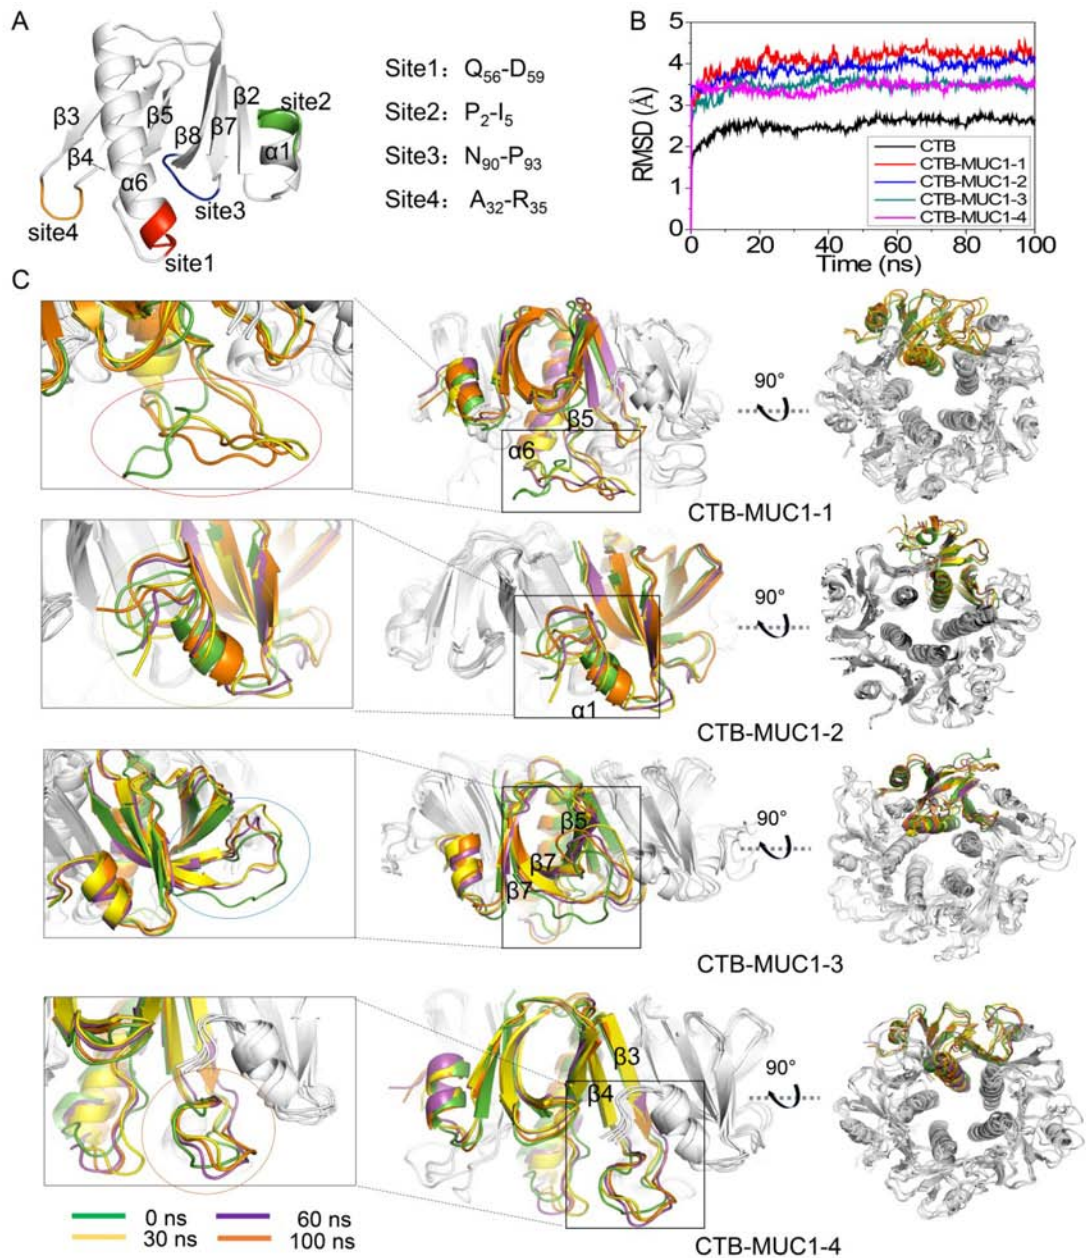 A
β3
β5
β2
site2
β8
β7
β4
α1
α6
site3
site4
site1
Site1： Q56-D59
Site2： P2-I5
Site3： N90-P93
Site4： A32-R35
B
RMSD (Å)
5
4
3
2
1
0
CTB
CTB-MUC1-1
CTB-MUC1-2
CTB-MUC1-3
CTB-MUC1-4
0 20 40 60 80 100
Time (ns)
C
90°
β5
α6
CTB-MUC1-1
90°
α1
CTB-MUC1-2
90°
β5
β7
β7
CTB-MUC1-3
90°
β3
β4
CTB-MUC1-4
0 ns 60 ns
30 ns 100 ns